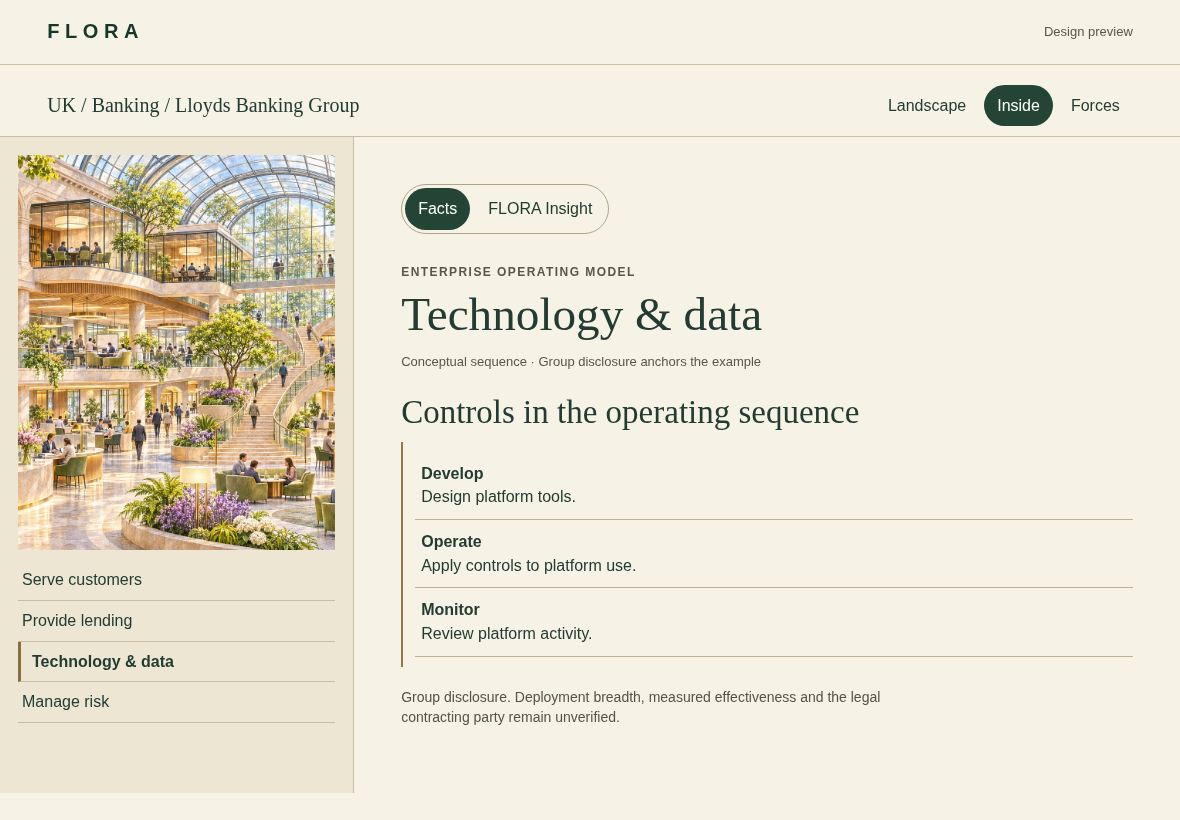 FLORA
Design preview
UK / Banking / Lloyds Banking Group
Landscape
Inside
Forces
Serve customers
Provide lending
Technology & data
Manage risk
Facts
FLORA Insight
ENTERPRISE OPERATING MODEL
Technology & data
Conceptual sequence · Group disclosure anchors the example
Controls in the operating sequence
Develop
Design platform tools.
Operate
Apply controls to platform use.
Monitor
Review platform activity.
Group disclosure. Deployment breadth, measured effectiveness and the legal
contracting party remain unverified.